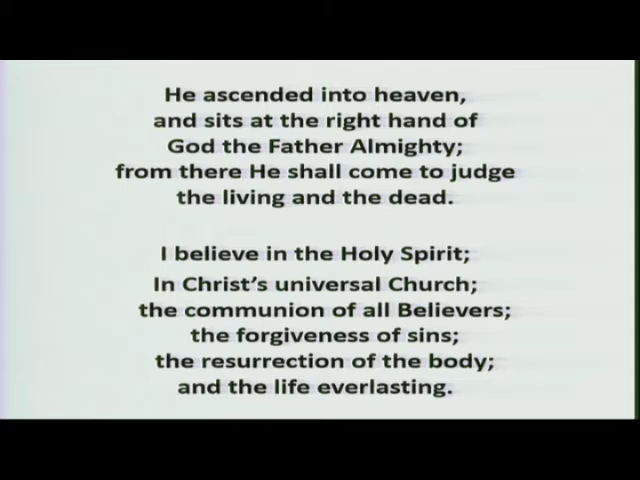 He ascended into heaven,
and sits at the right hand of
God the Father Almighty;
from there He shall come to judge
the living and the dead.
I believe in the Holy Spirit;
In Christ's universal Church;
the communion of all Believers;
the forgiveness of sins;
the resurrection of the body;
and the life everlasting.